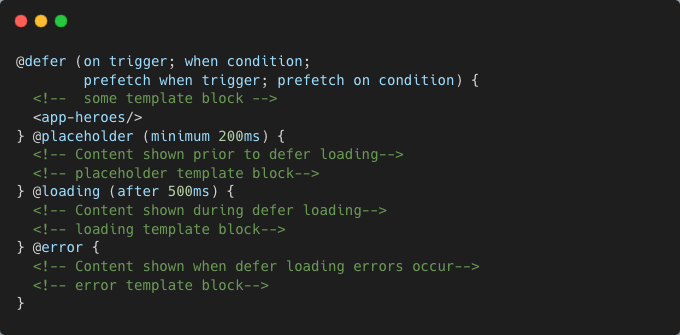 @defer (on trigger; when condition;
        prefetch when trigger; prefetch on condition) {
  <!--  some template block -->
  <app-heroes/>
} @placeholder (minimum 200ms) {
  <!-- Content shown prior to defer loading-->
  <!-- placeholder template block-->
} @loading (after 500ms) {
  <!-- Content shown during defer loading-->
  <!-- loading template block-->
} @error {
  <!-- Content shown when defer loading errors occur-->
  <!-- error template block-->
}